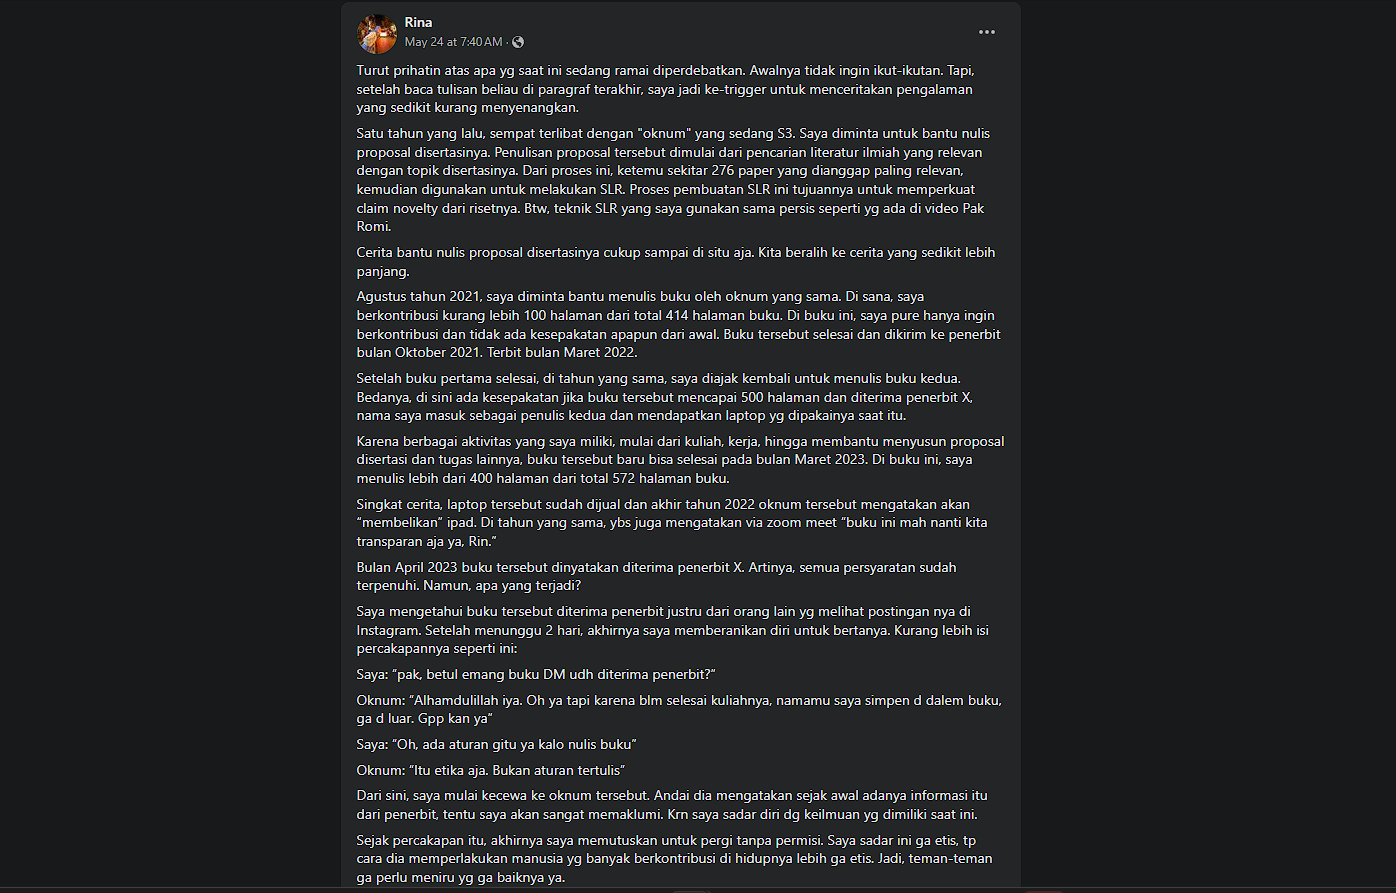 Rina
May 24 at 7:40 AM ·
Turut prihatin atas apa yg saat ini sedang ramai diperdebatkan. Awalnya tidak ingin ikut-ikutan. Tapi,
setelah baca tulisan beliau di paragraf terakhir, saya jadi ke-trigger untuk menceritakan pengalaman
yang sedikit kurang menyenangkan.
Satu tahun yang lalu, sempat terlibat dengan "oknum" yang sedang S3. Saya diminta untuk bantu nulis
proposal disertasinya. Penulisan proposal tersebut dimulai dari pencarian literatur ilmiah yang relevan
dengan topik disertasinya. Dari proses ini, ketemu sekitar 276 paper yang dianggap paling relevan,
kemudian digunakan untuk melakukan SLR. Proses pembuatan SLR ini tujuannya untuk memperkuat
claim novelty dari risetnya. Btw, teknik SLR yang saya gunakan sama persis seperti yg ada di video Pak
Romi.
Cerita bantu nulis proposal disertasinya cukup sampai di situ aja. Kita beralih ke cerita yang sedikit lebih
panjang.
Agustus tahun 2021, saya diminta bantu menulis buku oleh oknum yang sama. Di sana, saya
berkontribusi kurang lebih 100 halaman dari total 414 halaman buku. Di buku ini, saya pure hanya ingin
berkontribusi dan tidak ada kesepakatan apapun dari awal. Buku tersebut selesai dan dikirim ke penerbit
bulan Oktober 2021. Terbit bulan Maret 2022.
Setelah buku pertama selesai, di tahun yang sama, saya diajak kembali untuk menulis buku kedua.
Bedanya, di sini ada kesepakatan jika buku tersebut mencapai 500 halaman dan diterima penerbit X,
nama saya masuk sebagai penulis kedua dan mendapatkan laptop yg dipakainya saat itu.
Karena berbagai aktivitas yang saya miliki, mulai dari kuliah, kerja, hingga membantu menyusun proposal
disertasi dan tugas lainnya, buku tersebut baru bisa selesai pada bulan Maret 2023. Di buku ini, saya
menulis lebih dari 400 halaman dari total 572 halaman buku.
Singkat cerita, laptop tersebut sudah dijual dan akhir tahun 2022 oknum tersebut mengatakan akan
“membelikan” ipad. Di tahun yang sama, ybs juga mengatakan via zoom meet “buku ini mah nanti kita
transparan aja ya, Rin.”
Bulan April 2023 buku tersebut dinyatakan diterima penerbit X. Artinya, semua persyaratan sudah
terpenuhi. Namun, apa yang terjadi?
Saya mengetahui buku tersebut diterima penerbit justru dari orang lain yg melihat postingan nya di
Instagram. Setelah menunggu 2 hari, akhirnya saya memberanikan diri untuk bertanya. Kurang lebih isi
percakapannya seperti ini:
Saya: “pak, betul emang buku DM udh diterima penerbit?”
Oknum: “Alhamdulillah iya. Oh ya tapi karena blm selesai kuliahnya, namamu saya simpen d dalem buku,
ga d luar. Gpp kan ya”
Saya: “Oh, ada aturan gitu ya kalo nulis buku”
Oknum: “Itu etika aja. Bukan aturan tertulis”
Dari sini, saya mulai kecewa ke oknum tersebut. Andai dia mengatakan sejak awal adanya informasi itu
dari penerbit, tentu saya akan sangat memaklumi. Krn saya sadar diri dg keilmuan yg dimiliki saat ini.
Sejak percakapan itu, akhirnya saya memutuskan untuk pergi tanpa permisi. Saya sadar ini ga etis, tp
cara dia memperlakukan manusia yg banyak berkontribusi di hidupnya lebih ga etis. Jadi, teman-teman
ga perlu meniru yg ga baiknya ya.